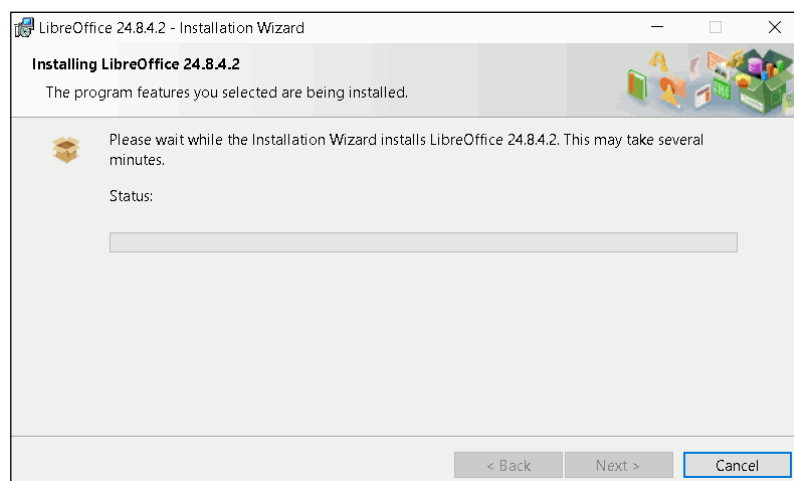 LibreOffice 24.8.4.2 - Installation Wizard
Installing LibreOffice 24.8.4.2
The program features you selected are being installed.
Please wait while the Installation Wizard installs LibreOffice 24.8.4.2. This may take several
minutes.
Status:
< Back Next > Cancel